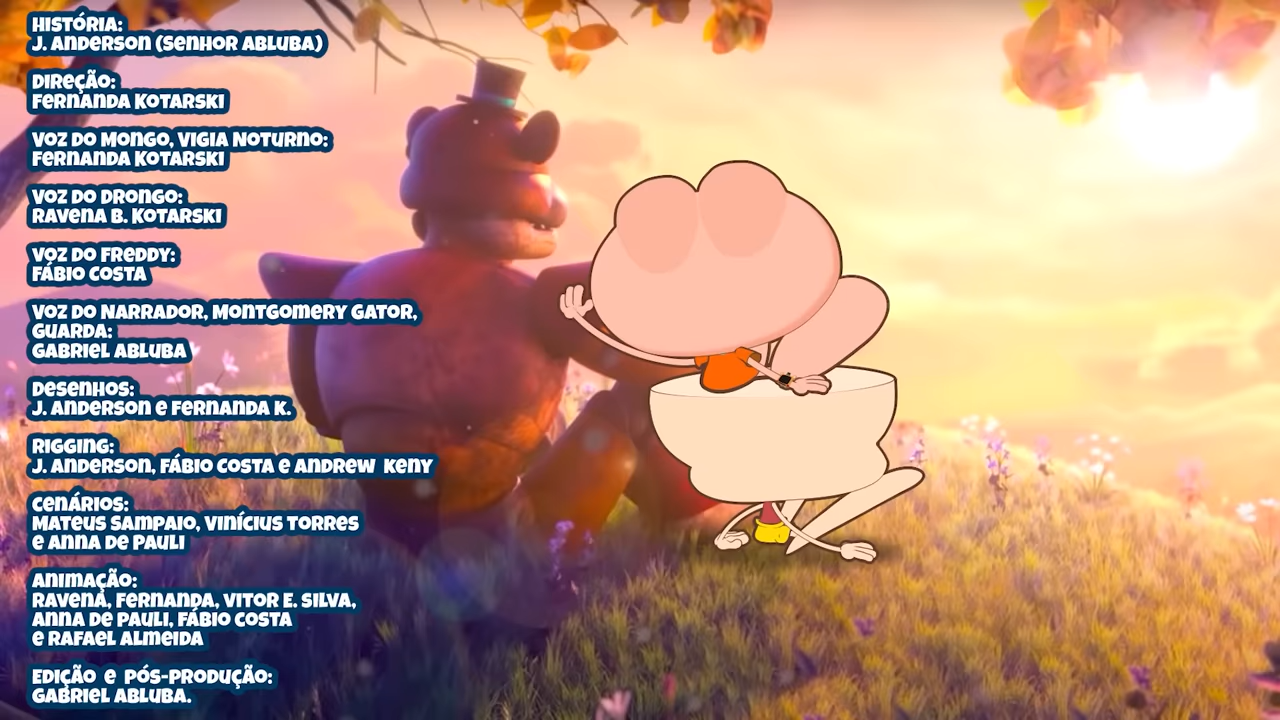 HISTÓRIA:
J. ANDERSON (SENHOR ABLUBA)
DIREÇÃO:
FERNANDA KOTARSKI
VOZ DO MONGO, VIGIA NOTURNO:
FERNANDA KOTARSKI
VOZ DO DRONGO:
RAVENA B. KOTARSKI
VOZ DO FREDDY:
FÁBIO COSTA
VOZ DO NARRADOR, MONTGOMERY GATOR,
GUARDA:
GABRIEL ABLUBA
DESENHOS:
J. ANDERSON E FERNANDA K.
RIGGING:
J. ANDERSON, FÁBIO COSTA E ANDREW KENY
CENÁRIOS:
MATEUS SAMPAIO, VINÍCIUS TORRES
E ANNA DE PAULI
ANIMAÇÃO:
RAVENA, FERNANDA, VITOR E. SILVA,
ANNA DE PAULI, FÁBIO COSTA
E RAFAEL ALMEIDA
EDIÇÃO E PÓS-PRODUÇÃO:
GABRIEL ABLUBA.